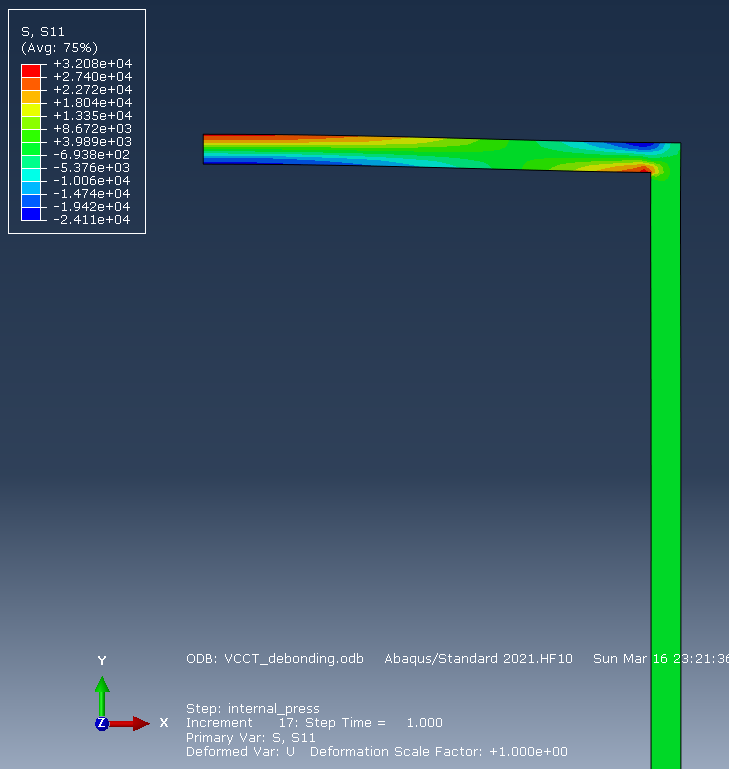 S, S11
(Avg: 75%)
+3.208e+04
+2.740e+04
+2.272e+04
+1.804e+04
+1.335e+04
+8.672e+03
+3.989e+03
-6.938e+02
-5.376e+03
-1.006e+04
-1.474e+04
-1.942e+04
-2.411e+04
Y
ODB: VCCT_debonding.odb Abaqus/Standard 2021.HF10 Sun Mar 16 23:21:36
Step: internal_press
Z X Increment 17: Step Time = 1.000
Primary Var: S, S11
Deformed Var: U Deformation Scale Factor: +1.000e+00